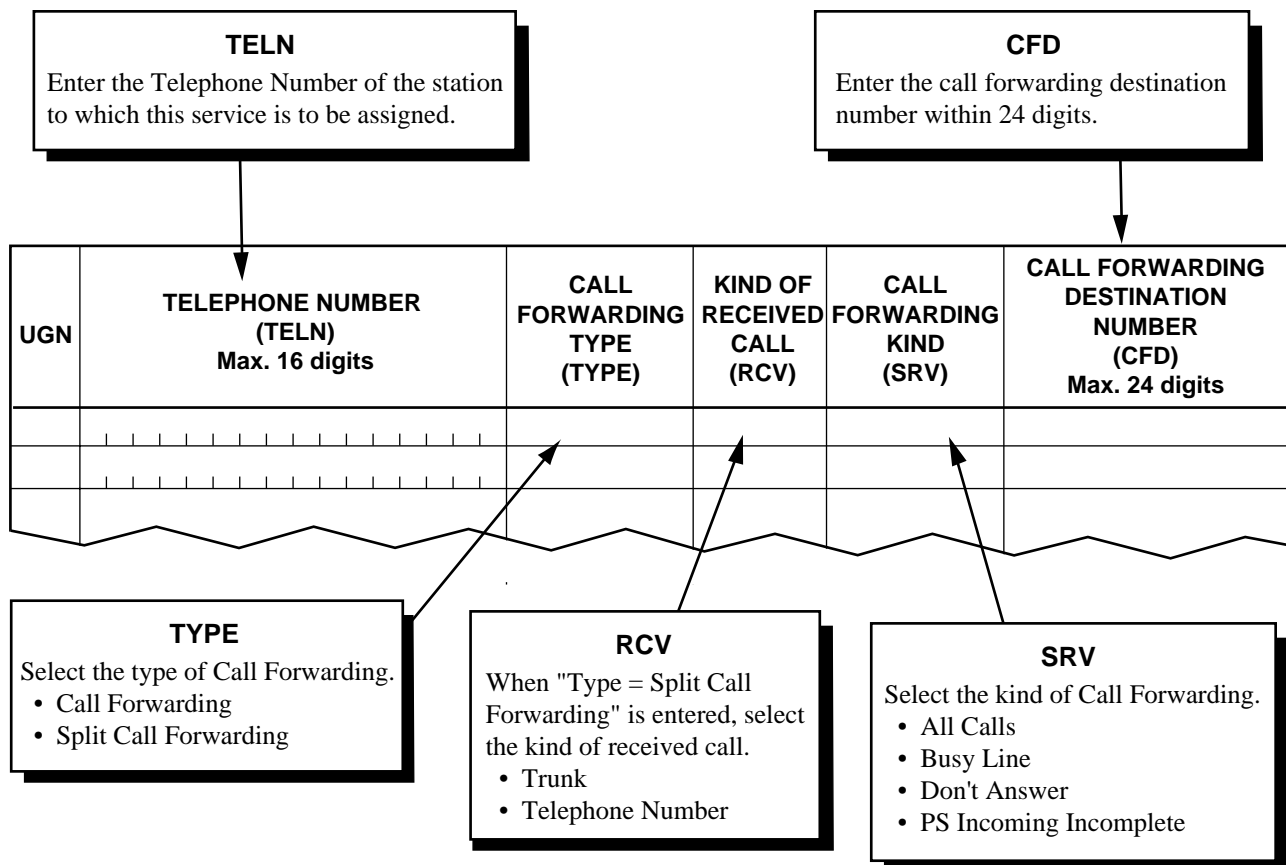 TELN
Enter the Telephone Number of the station
to which this service is to be assigned.
CFD
Enter the call forwarding destination
number within 24 digits.
UGN
TELEPHONE NUMBER
(TELN)
Max. 16 digits
CALL
FORWARDING
TYPE
(TYPE)
KIND OF
RECEIVED
CALL
(RCV)
CALL
FORWARDING
KIND
(SRV)
CALL FORWARDING
DESTINATION
NUMBER
(CFD)
Max. 24 digits
TYPE
Select the type of Call Forwarding.
• Call Forwarding
• Split Call Forwarding
RCV
When "Type = Split Call
Forwarding" is entered, select
the kind of received call.
• Trunk
• Telephone Number
SRV
Select the kind of Call Forwarding.
• All Calls
• Busy Line
• Don't Answer
• PS Incoming Incomplete